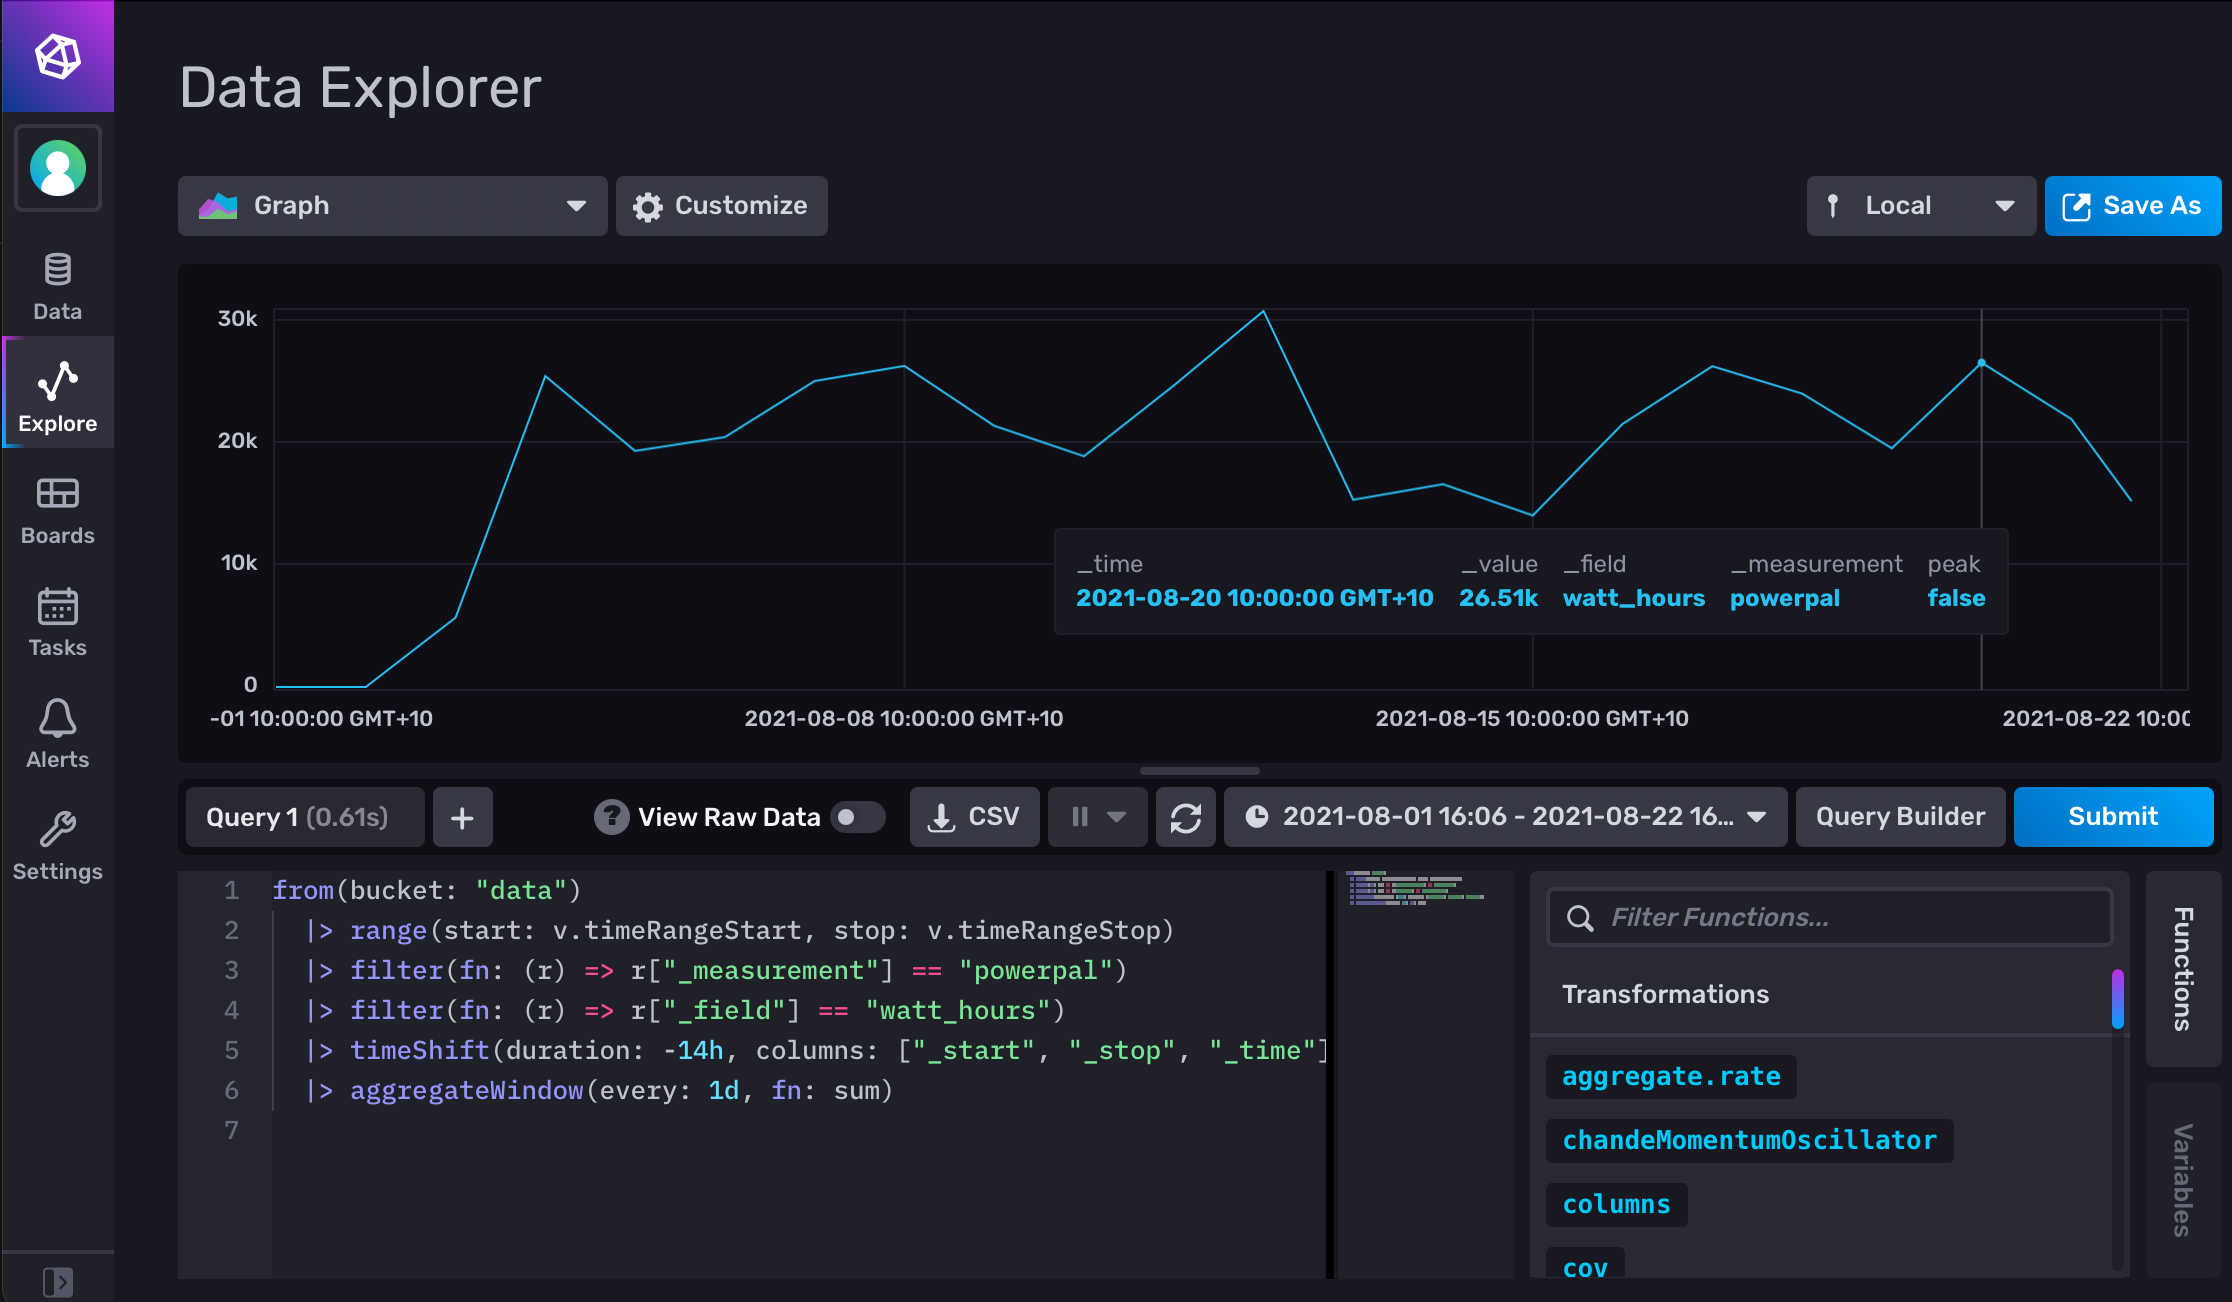 Data Explorer
Graph
Customize
Local
Save As
Data
Explore
Boards
Tasks
Alerts
Settings
30k
20k
10k
0
_time _value _field _measurement peak
2021-08-20 10:00:00 GMT+10 26.51k watt_hours powerpal false
-01 10:00:00 GMT+10 2021-08-08 10:00:00 GMT+10 2021-08-15 10:00:00 GMT+10 2021-08-22 10:00
Query 1 (0.61s)
+
? View Raw Data
CSV
2021-08-01 16:06 - 2021-08-22 16...
Query Builder
Submit
1 from(bucket: "data")
2 |> range(start: v.timeRangeStart, stop: v.timeRangeStop)
3 |> filter(fn: (r) => r["_measurement"] == "powerpal")
4 |> filter(fn: (r) => r["_field"] == "watt_hours")
5 |> timeShift(duration: -14h, columns: ["_start", "_stop", "_time"]
6 |> aggregateWindow(every: 1d, fn: sum)
7
Filter Functions...
Transformations
aggregate.rate
chandeMomentumOscillator
columns
cov
Functions
Variables